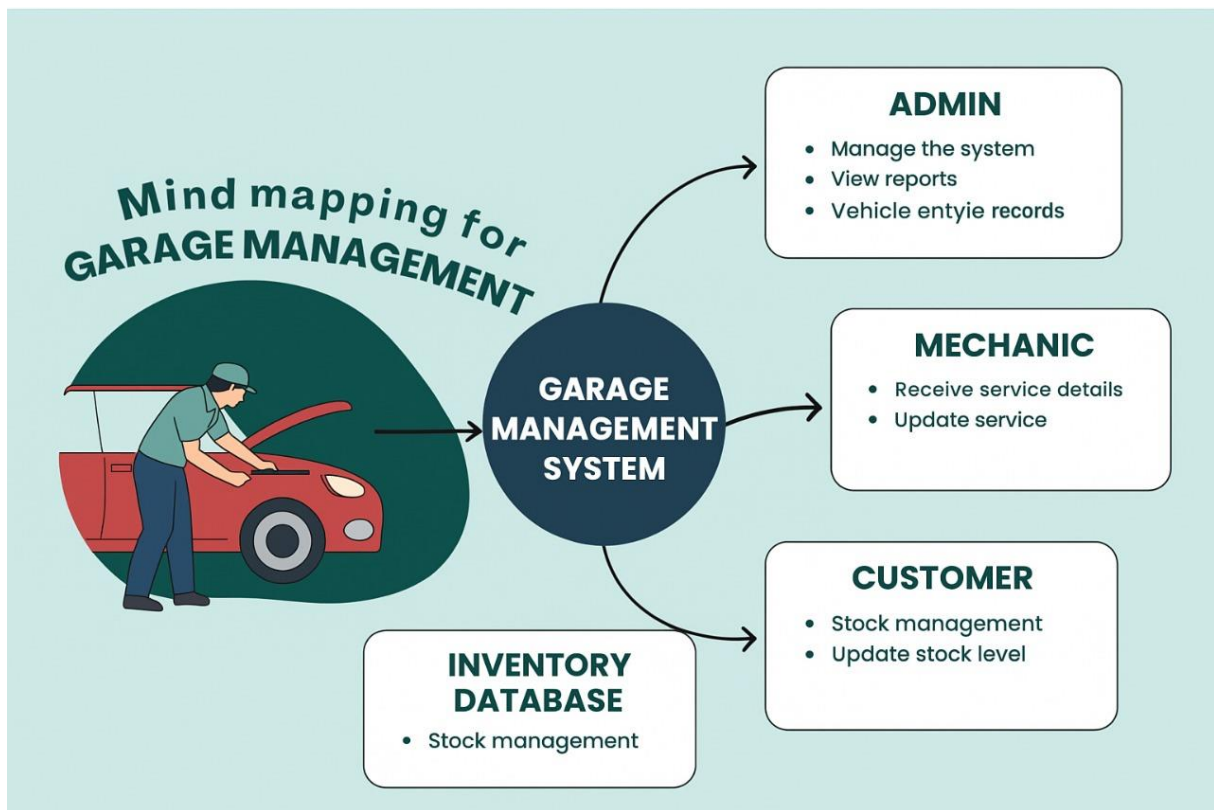 Mind mapping for
GARAGE MANAGEMENT
GARAGE
MANAGEMENT
SYSTEM
ADMIN
• Manage the system
• View reports
• Vehicle entyie records
MECHANIC
• Receive service details
• Update service
CUSTOMER
• Stock management
• Update stock level
INVENTORY
DATABASE
• Stock management